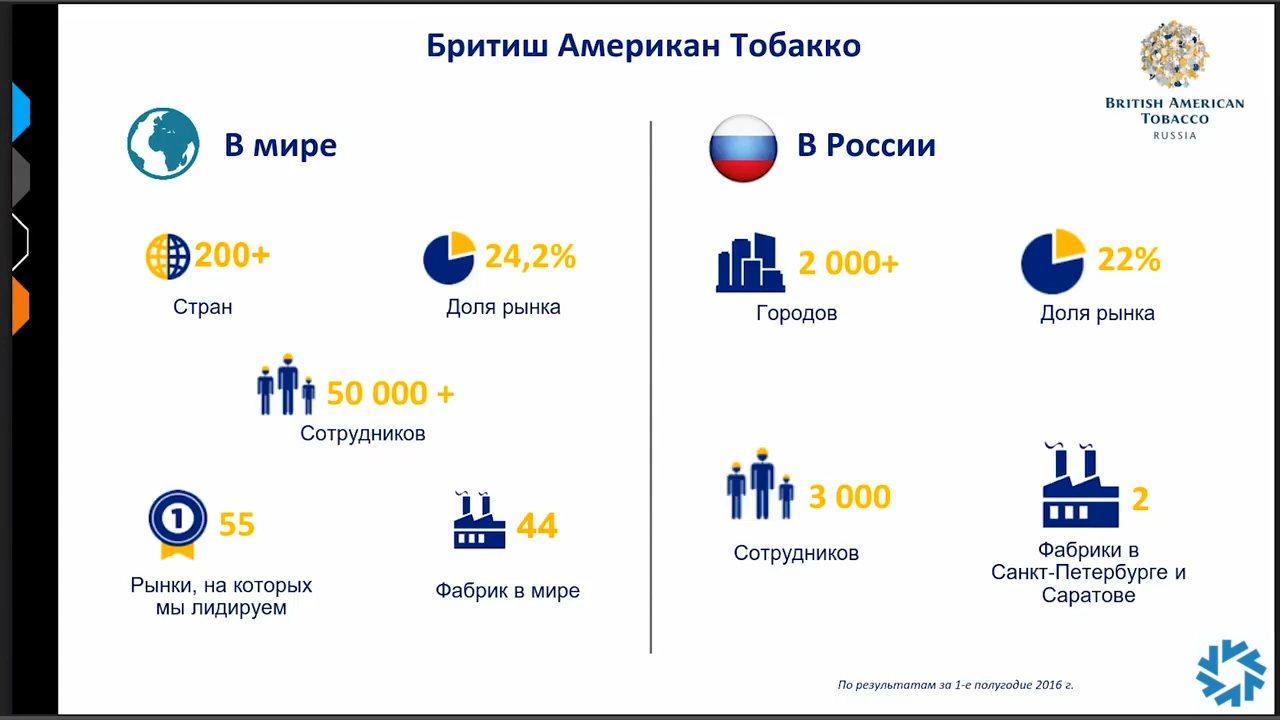 Бритиш Американ Тобакко
BRITISH AMERICAN
TOBACCO
RUSSIA
В мире
200+
Стран
24,2%
Доля рынка
50 000 +
Сотрудников
1
55
Рынки, на которых
мы лидируем
44
Фабрик в мире
В России
2 000+
Городов
22%
Доля рынка
3 000
Сотрудников
2
Фабрики в
Санкт-Петербурге и
Саратове
По результатам за 1-е полугодие 2016 г.